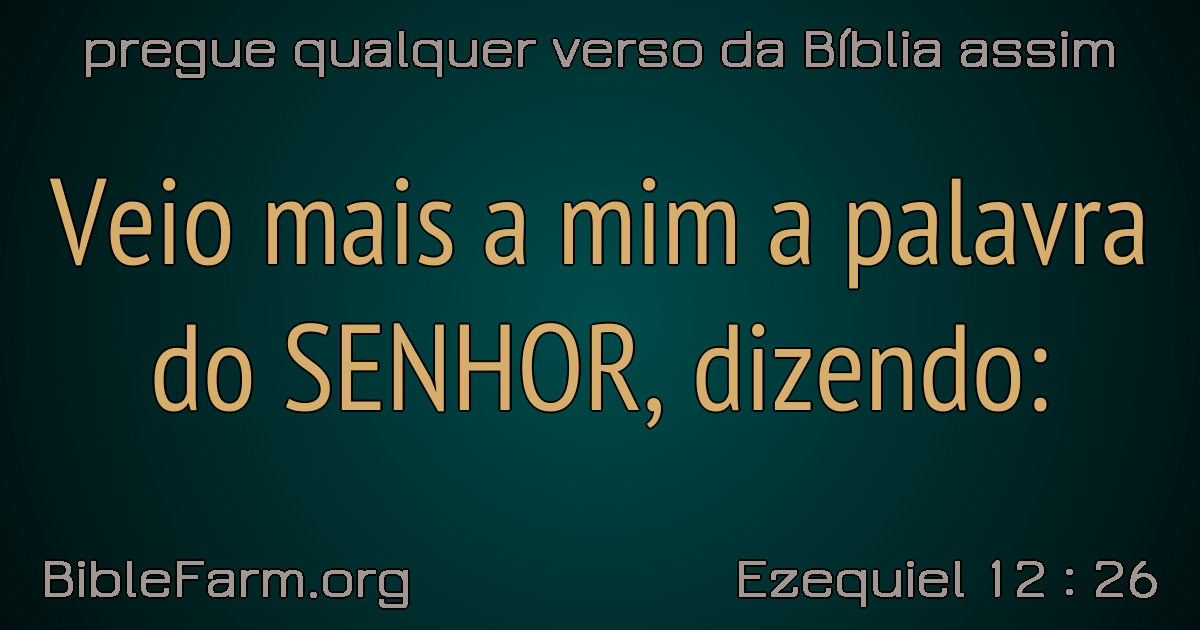 pregue qualquer verso da Bíblia assim
Veio mais a mim a palavra
do SENHOR, dizendo:
BibleFarm.org
Ezequiel 12 : 26